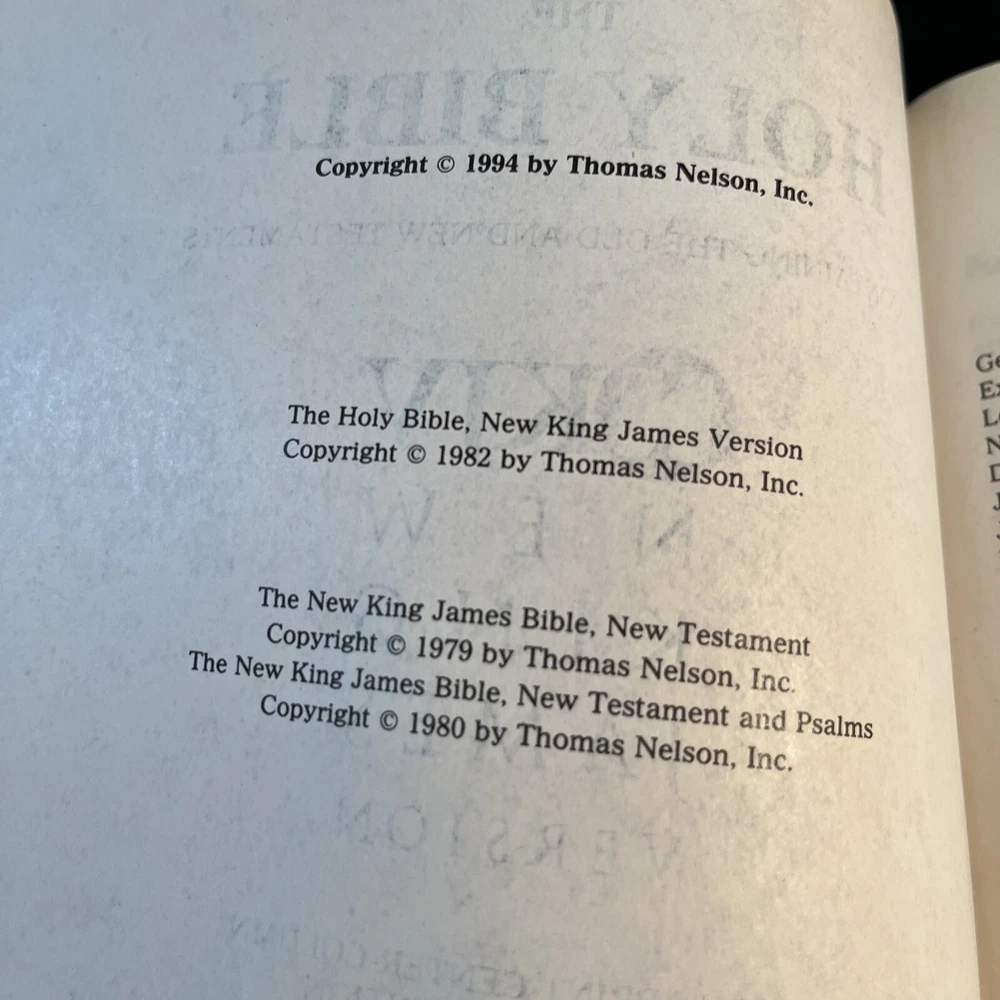 Copyright © 1994 by Thomas Nelson, Inc.
The Holy Bible, New King James Version
Copyright © 1982 by Thomas Nelson, Inc.
The New King James Bible, New Testament
Copyright © 1979 by Thomas Nelson, Inc.
The New King James Bible, New Testament and Psalms
Copyright © 1980 by Thomas Nelson, Inc.